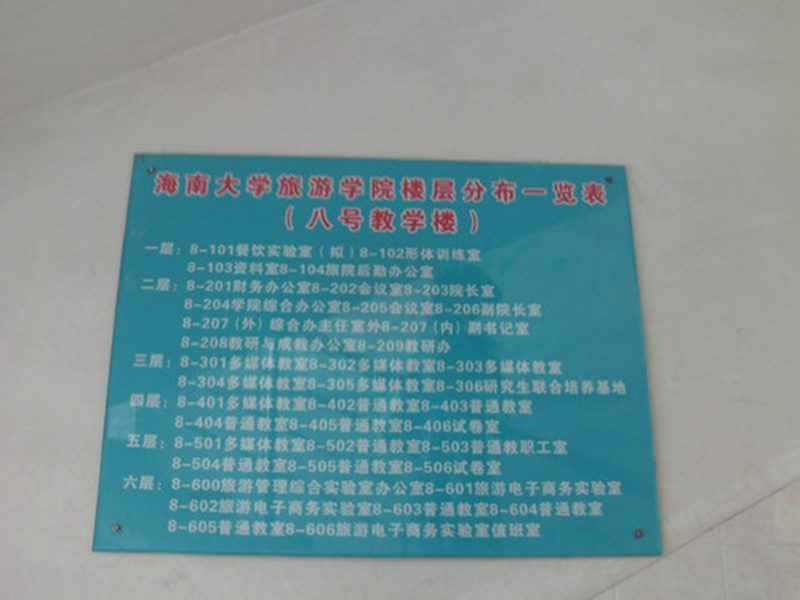 海南大学旅游学院楼层分布一览表
（八号教学楼）
一层：8-101餐饮实验室（拟）8-102形体训练室
8-103资料室8-104旅院后勤办公室
二层：8-201财务办公室8-202会议室8-203院长室
8-204学院综合办公室8-205会议室8-206副院长室
8-207（外）综合办主任室外8-207（内）副书记室
8-208教研与成教办公室8-209教研办
三层：8-301多媒体教室8-302多媒体教室8-303多媒体教室
8-304多媒体教室8-305多媒体教室8-306研究生联合培养基地
四层：8-401多媒体教室8-402普通教室8-403普通教室
8-404普通教室8-405普通教室8-406试卷室
五层：8-501多媒体教室8-502普通教室8-503普通教职工室
8-504普通教室8-505普通教室8-506试卷室
六层：8-600旅游管理综合实验室办公室8-601旅游电子商务实验室
8-602旅游电子商务实验室8-603普通教室8-604普通教室
8-605普通教室8-606旅游电子商务实验室值班室